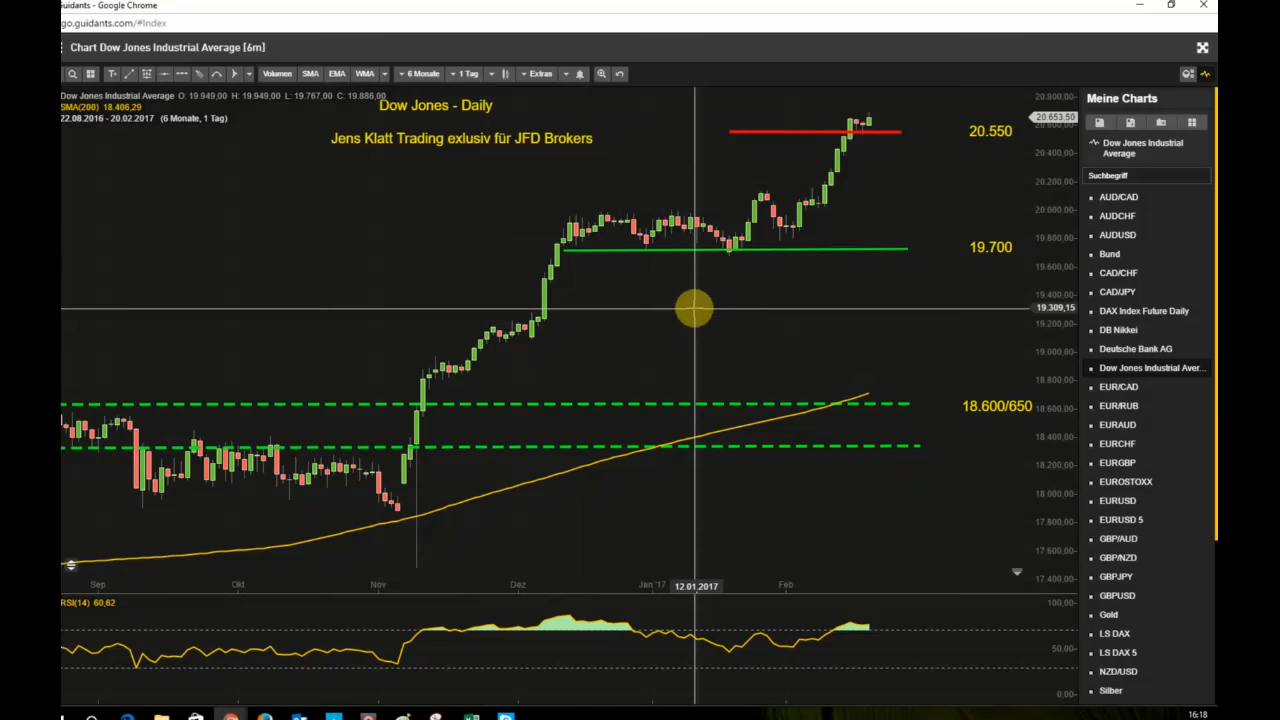 Guidants - Google Chrome
go.guidants.com/#Index
Chart Dow Jones Industrial Average [6m]
Volumen SMA EMA WMA 6 Monate 1 Tag Extras
Dow Jones Industrial Average O: 19.949,00 H: 19.949,00 L: 19.767,00 C: 19.886,00
SMA(200) 18.406,29
22.08.2016 - 20.02.2017 (6 Monate, 1 Tag)
Dow Jones - Daily
Jens Klatt Trading exlusiv für JFD Brokers
20.550
19.700
18.600/650
20.800,00
20.653,50
20.400,00
20.200,00
20.000,00
19.800,00
19.600,00
19.400,00
19.309,15
19.200,00
19.000,00
18.800,00
18.600,00
18.400,00
18.200,00
18.000,00
17.800,00
17.600,00
17.400,00
Sep Okt Nov Dez Jan '17 12.01.2017 Feb
RSI(14) 60,62
100,00
50,00
0,00
Meine Charts
Dow Jones Industrial
Average
Suchbegriff
AUD/CAD
AUDCHF
AUDUSD
Bund
CAD/CHF
CAD/JPY
DAX Index Future Daily
DB Nikkei
Deutsche Bank AG
Dow Jones Industrial Aver...
EUR/CAD
EUR/RUB
EURAUD
EURCHF
EURGBP
EUROSTOXX
EURUSD
EURUSD 5
GBP/AUD
GBP/NZD
GBPJPY
GBPUSD
Gold
LS DAX
LS DAX 5
NZD/USD
Silber
16:18